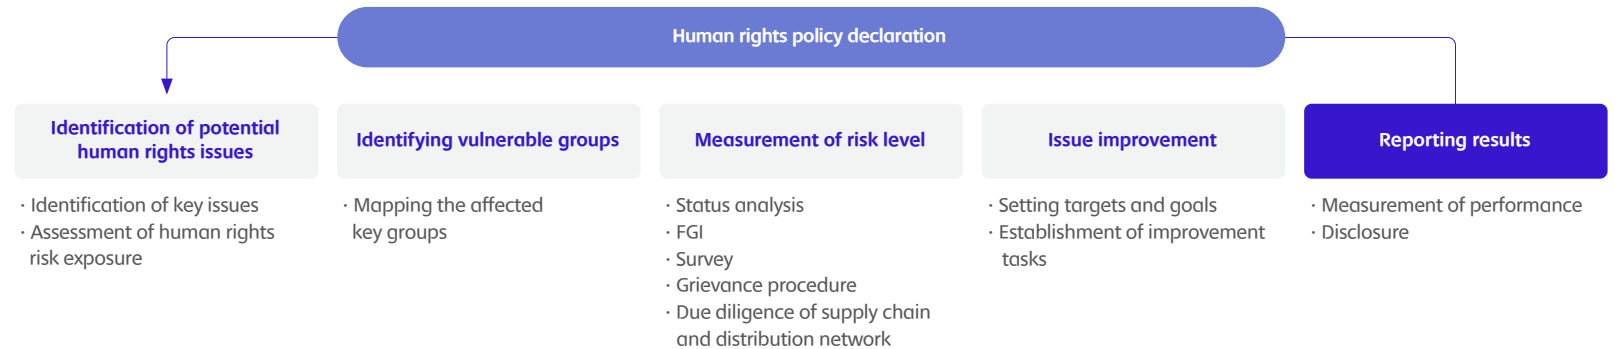 Human rights policy declaration
Identification of potential
human rights issues
· Identification of key issues
· Assessment of human rights
risk exposure
Identifying vulnerable groups
· Mapping the affected
key groups
Measurement of risk level
· Status analysis
· FGI
· Survey
· Grievance procedure
· Due diligence of supply chain
and distribution network
Issue improvement
· Setting targets and goals
· Establishment of improvement
tasks
Reporting results
· Measurement of performance
· Disclosure